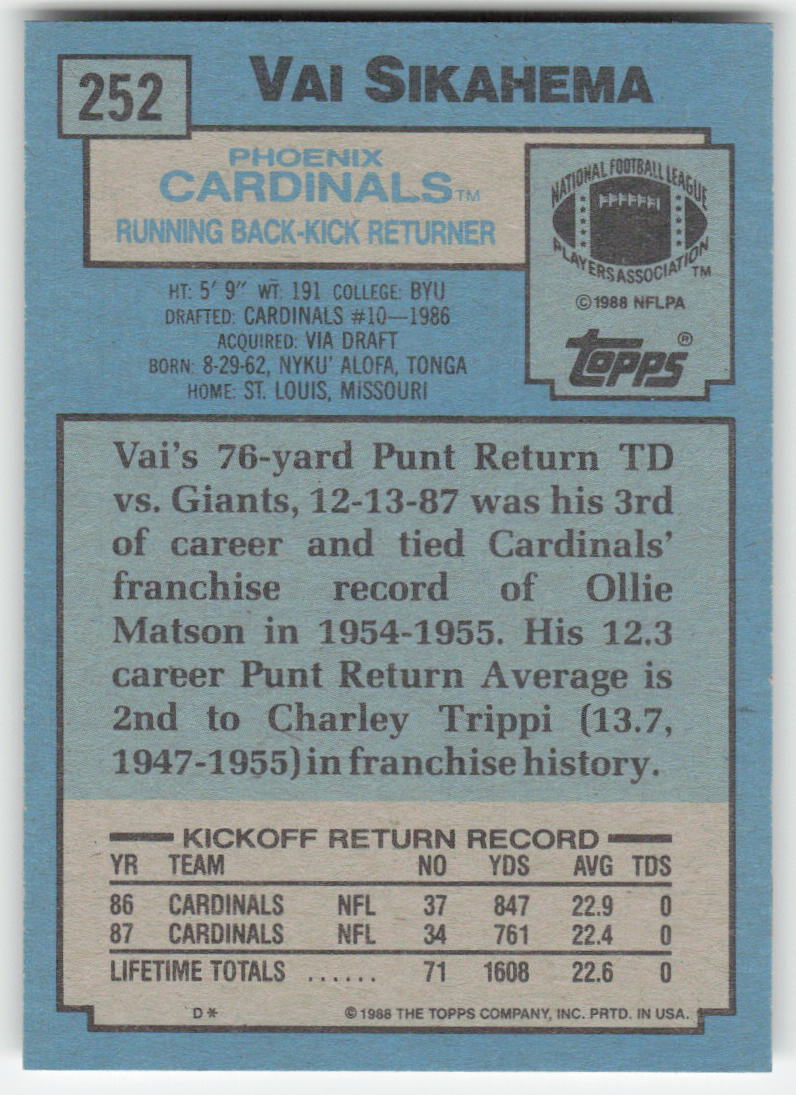 252
VAI SIKAHEMA
PHOENIX
CARDINALS™
RUNNING BACK-KICK RETURNER
NATIONAL FOOTBALL LEAGUE
PLAYERS ASSOCIATION™
©1988 NFLPA
topps®
HT: 5' 9" WT: 191 COLLEGE: BYU
DRAFTED: CARDINALS #10—1986
ACQUIRED: VIA DRAFT
BORN: 8-29-62, NYKU' ALOFA, TONGA
HOME: ST. LOUIS, MISSOURI
Vai's 76-yard Punt Return TD
vs. Giants, 12-13-87 was his 3rd
of career and tied Cardinals'
franchise record of Ollie
Matson in 1954-1955. His 12.3
career Punt Return Average is
2nd to Charley Trippi (13.7,
1947-1955) in franchise history.
KICKOFF RETURN RECORD
YR TEAM NO YDS AVG TDS
86 CARDINALS NFL 37 847 22.9 0
87 CARDINALS NFL 34 761 22.4 0
LIFETIME TOTALS ...... 71 1608 22.6 0
D* ©1988 THE TOPPS COMPANY, INC. PRTD. IN USA.